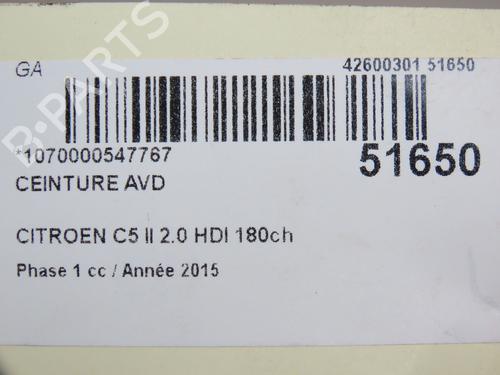 GA
42600301 51650
*1070000547767
51650
CEINTURE AVD
CITROEN C5 II 2.0 HDI 180ch
Phase 1 cc / Année 2015
B-PARTS